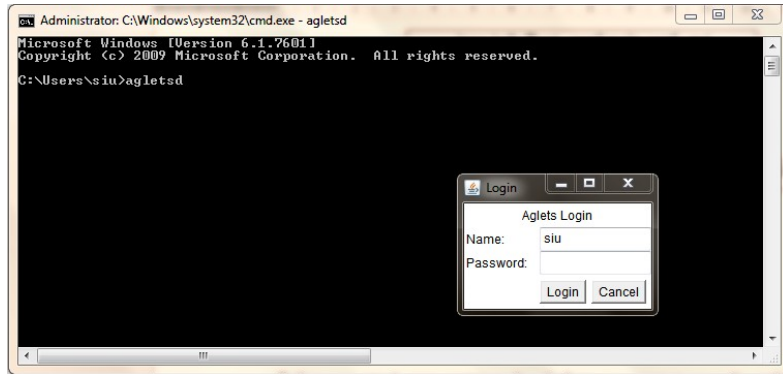 Administrator: C:\Windows\system32\cmd.exe - agletsd
Microsoft Windows [Version 6.1.7601]
Copyright (c) 2009 Microsoft Corporation.  All rights reserved.
C:\Users\siu>agletsd
Login
Aglets Login
Name: siu
Password:
Login Cancel